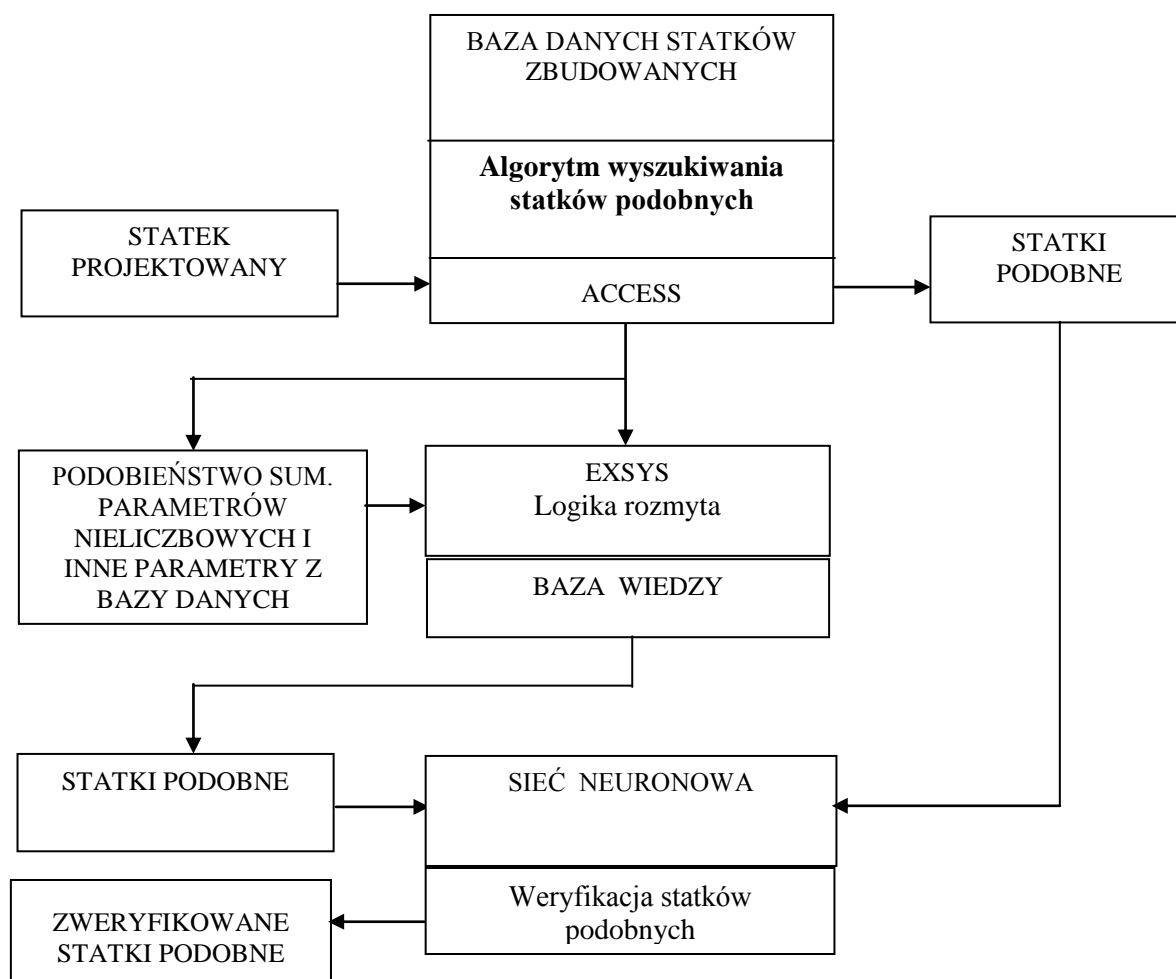 BAZA DANYCH STATKÓW
ZBUDOWANYCH
Algorytm wyszukiwania
statków podobnych
STATEK
PROJEKTOWANY
ACCESS
STATKI
PODOBNE
PODOBIEŃSTWO SUM.
PARAMETRÓW
NIELICZBOWYCH I
INNE PARAMETRY Z
BAZY DANYCH
EXSYS
Logika rozmyta
BAZA WIEDZY
STATKI PODOBNE
SIEĆ NEURONOWA
Weryfikacja statków
podobnych
ZWERYFIKOWANE
STATKI PODOBNE